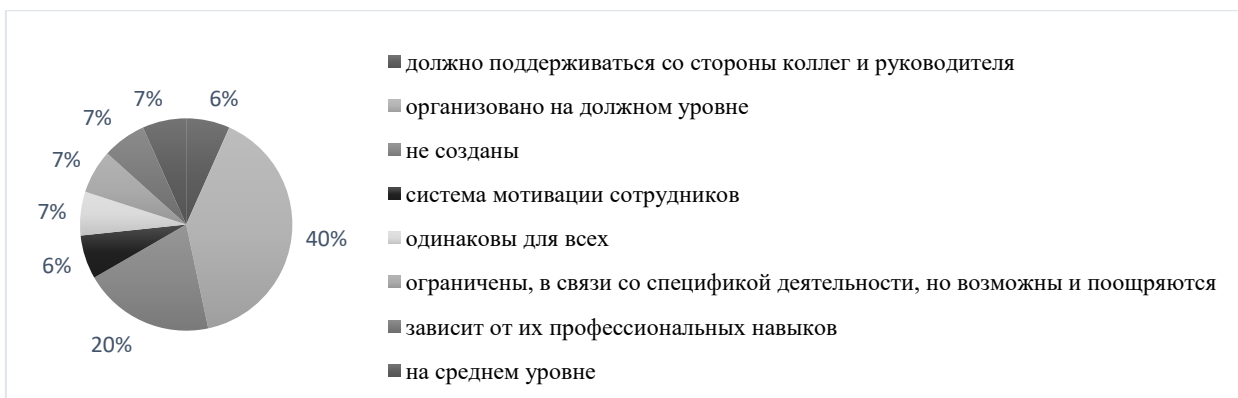 7%
6%
7%
7%
7%
40%
6%
20%
должно поддерживаться со стороны коллег и руководителя
организовано на должном уровне
не созданы
система мотивации сотрудников
одинаковы для всех
ограничены, в связи со спецификой деятельности, но возможны и поощряются
зависит от их профессиональных навыков
на среднем уровне